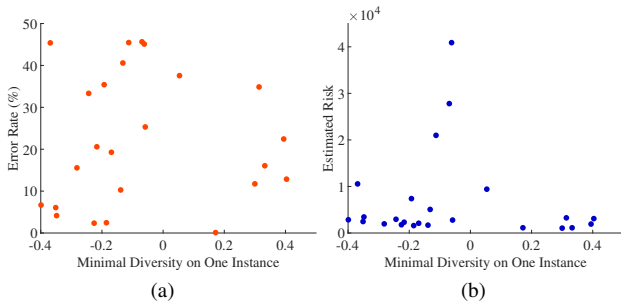 50
40
30
20
10
0
Error Rate (%)
-0.4 -0.2 0 0.2 0.4
Minimal Diversity on One Instance
(a)
×10⁴
4
3
2
1
0
Estimated Risk
-0.4 -0.2 0 0.2 0.4
Minimal Diversity on One Instance
(b)